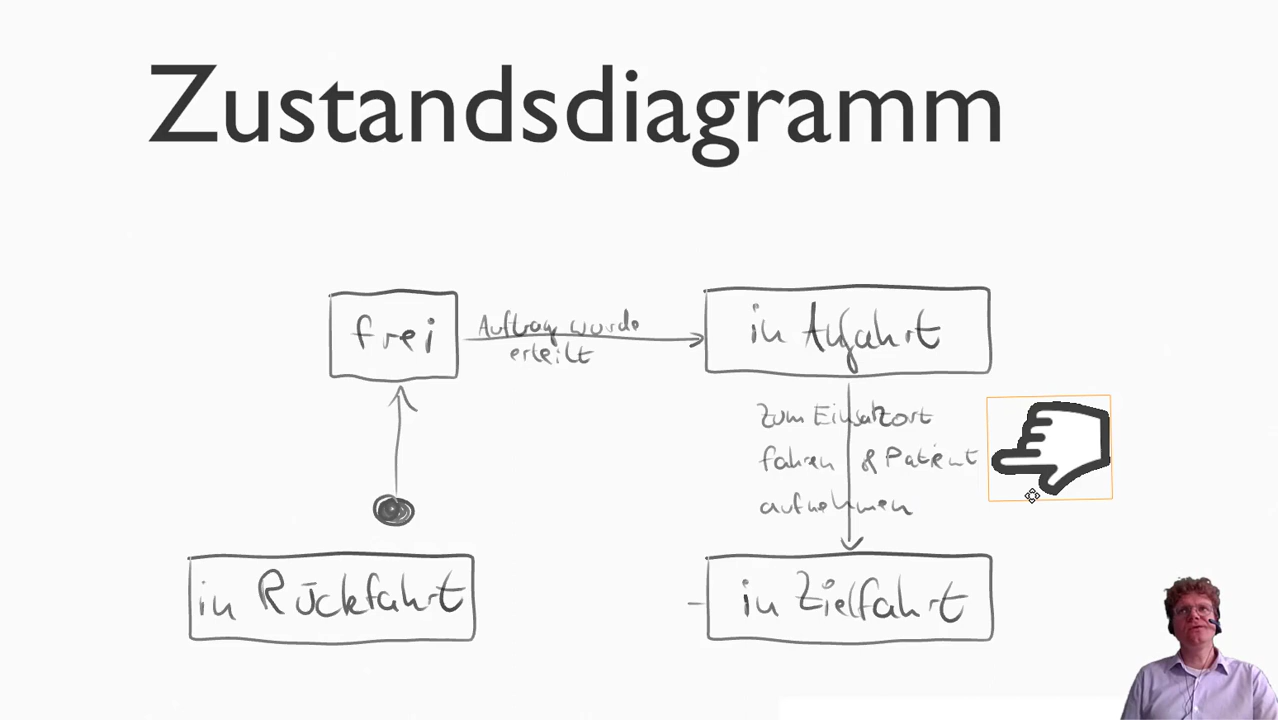 Zustandsdiagramm
frei
Auftrag wurde
erteilt
in Anfahrt
zum Einsatzort
fahren & Patient
aufnehmen
in Rückfahrt
in Zielfahrt